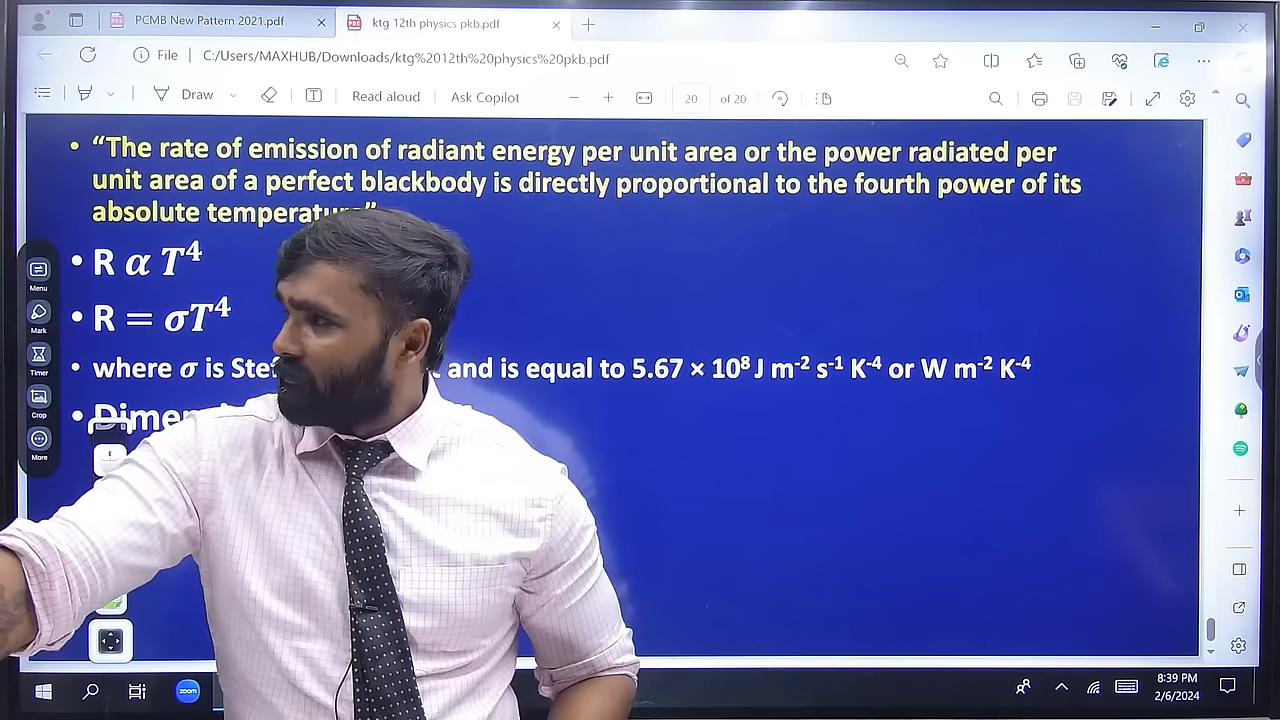 PCMB New Pattern 2021.pdf
ktg 12th physics pkb.pdf
File
C:/Users/MAXHUB/Downloads/ktg%2012th%20physics%20pkb.pdf
Draw
Read aloud
Ask Copilot
20 of 20
• “The rate of emission of radiant energy per unit area or the power radiated per
unit area of a perfect blackbody is directly proportional to the fourth power of its
absolute
• R α T⁴
• R = σT⁴
• where σ is and is equal to 5.67 × 10⁸ J m⁻² s⁻¹ K⁻⁴ or W m⁻² K⁻⁴
Menu
Mark
Timer
Crop
More
zoom
8:39 PM
2/6/2024